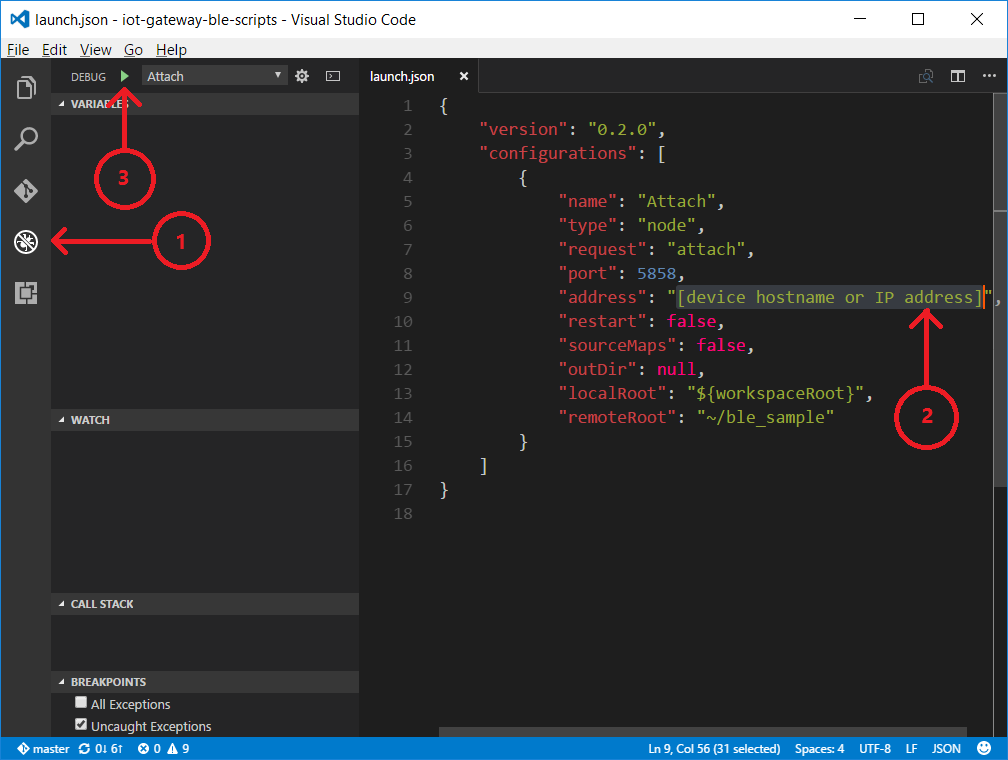 launch.json - iot-gateway-ble-scripts - Visual Studio Code
File Edit View Go Help
DEBUG Attach
launch.json
VARIABLES
3
1
WATCH
CALL STACK
BREAKPOINTS
All Exceptions
Uncaught Exceptions
1 {
2 "version": "0.2.0",
3 "configurations": [
4 {
5 "name": "Attach",
6 "type": "node",
7 "request": "attach",
8 "port": 5858,
9 "address": "[device hostname or IP address]",
10 "restart": false,
11 "sourceMaps": false,
12 "outDir": null,
13 "localRoot": "${workspaceRoot}",
14 "remoteRoot": "~/ble_sample"
15 }
16 ]
17 }
18
2
master 0↓ 6↑ 0 9 Ln 9, Col 56 (31 selected) Spaces: 4 UTF-8 LF JSON